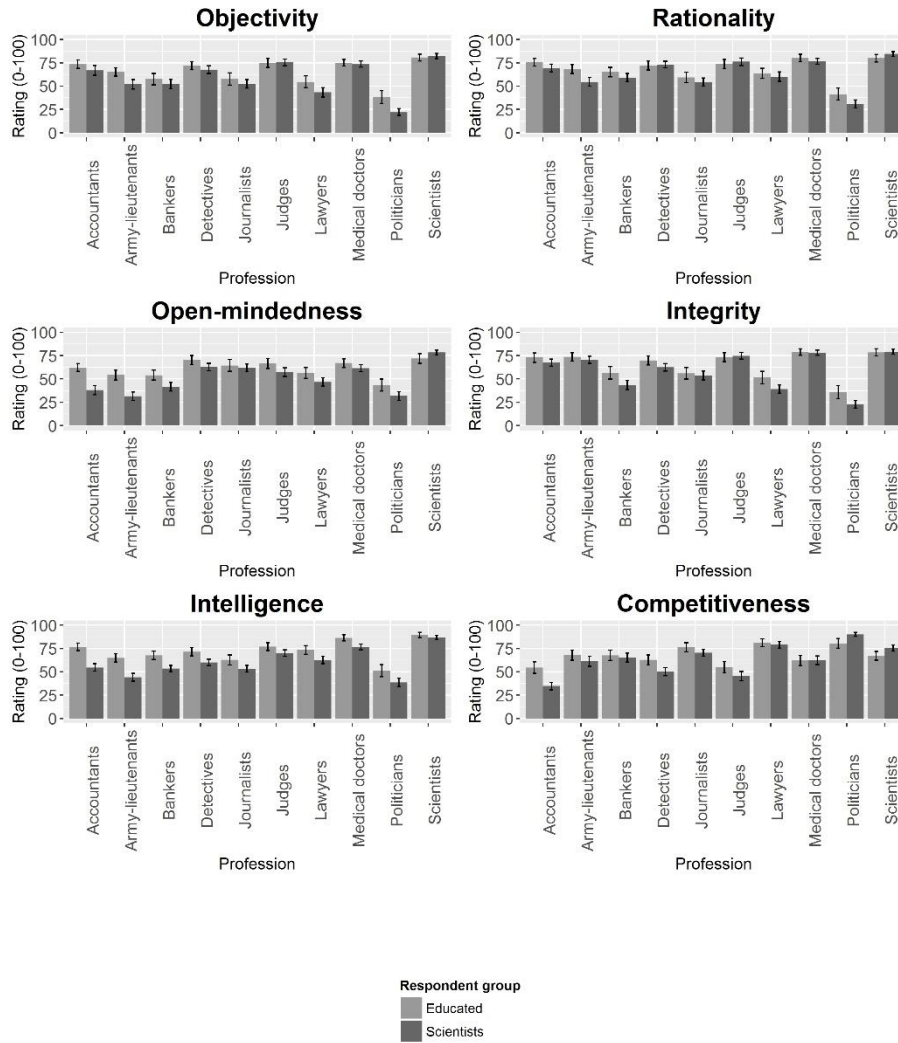 Objectivity
Rating (0-100)
100
75
50
25
0
Accountants
Army-lieutenants
Bankers
Detectives
Journalists
Judges
Lawyers
Medical doctors
Politicians
Scientists
Profession
Rationality
Rating (0-100)
100
75
50
25
0
Accountants
Army-lieutenants
Bankers
Detectives
Journalists
Judges
Lawyers
Medical doctors
Politicians
Scientists
Profession
Open-mindedness
Rating (0-100)
100
75
50
25
0
Accountants
Army-lieutenants
Bankers
Detectives
Journalists
Judges
Lawyers
Medical doctors
Politicians
Scientists
Profession
Integrity
Rating (0-100)
100
75
50
25
0
Accountants
Army-lieutenants
Bankers
Detectives
Journalists
Judges
Lawyers
Medical doctors
Politicians
Scientists
Profession
Intelligence
Rating (0-100)
100
75
50
25
0
Accountants
Army-lieutenants
Bankers
Detectives
Journalists
Judges
Lawyers
Medical doctors
Politicians
Scientists
Profession
Competitiveness
Rating (0-100)
100
75
50
25
0
Accountants
Army-lieutenants
Bankers
Detectives
Journalists
Judges
Lawyers
Medical doctors
Politicians
Scientists
Profession
Respondent group
Educated
Scientists